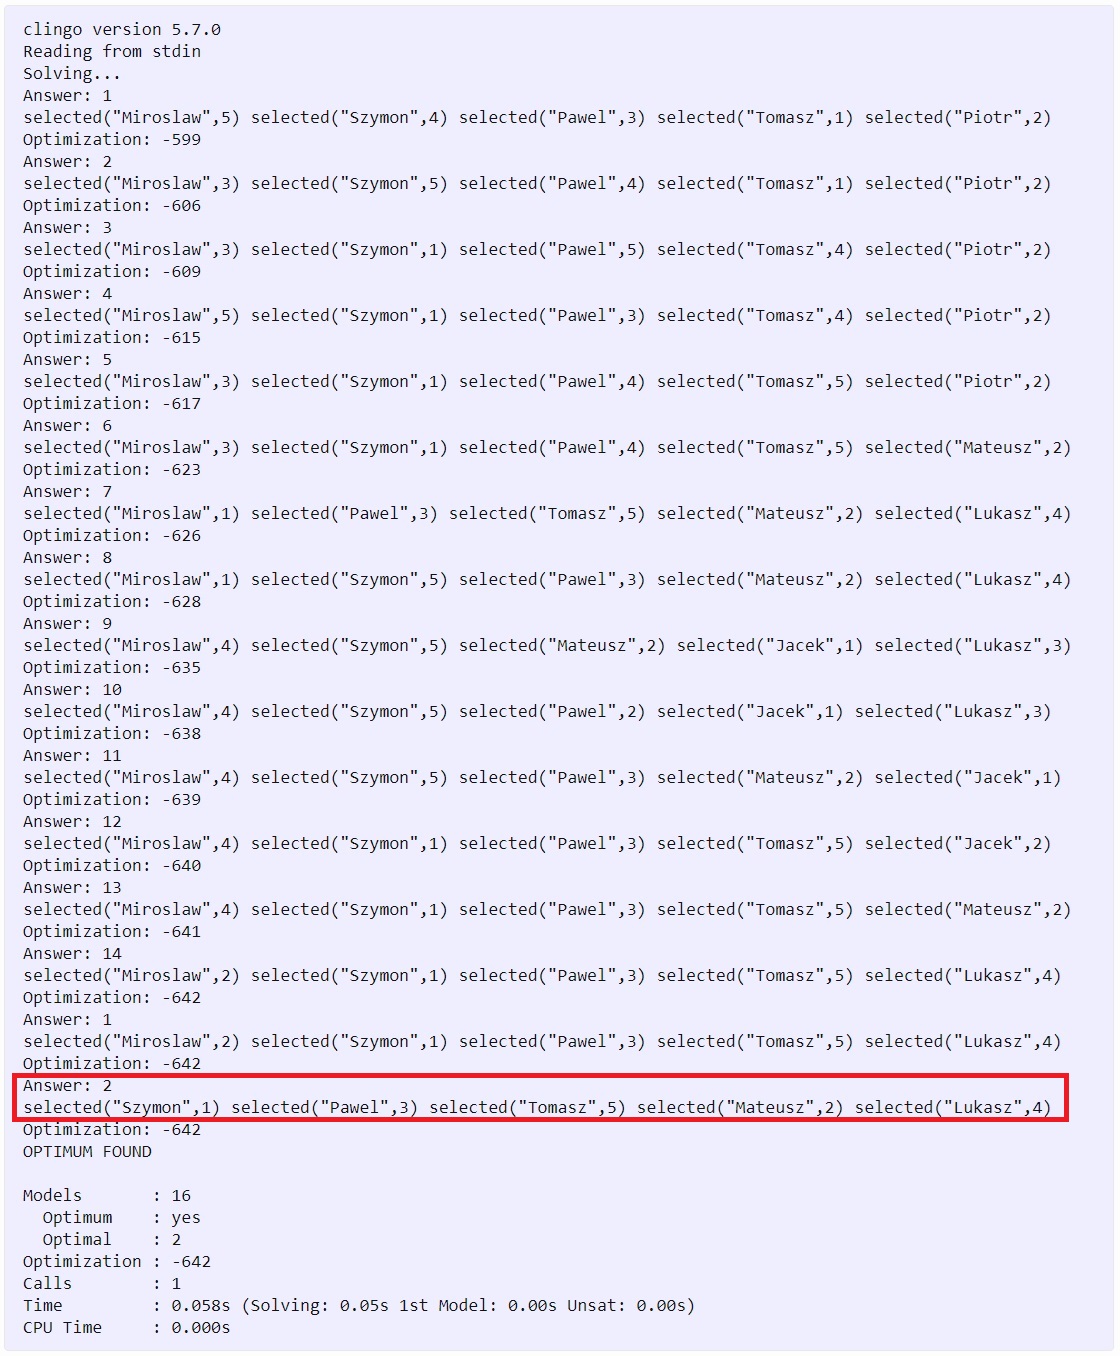 clingo version 5.7.0
Reading from stdin
Solving...
Answer: 1
selected("Miroslaw",5) selected("Szymon",4) selected("Pawel",3) selected("Tomasz",1) selected("Piotr",2)
Optimization: -599
Answer: 2
selected("Miroslaw",3) selected("Szymon",5) selected("Pawel",4) selected("Tomasz",1) selected("Piotr",2)
Optimization: -606
Answer: 3
selected("Miroslaw",3) selected("Szymon",1) selected("Pawel",5) selected("Tomasz",4) selected("Piotr",2)
Optimization: -609
Answer: 4
selected("Miroslaw",5) selected("Szymon",1) selected("Pawel",3) selected("Tomasz",4) selected("Piotr",2)
Optimization: -615
Answer: 5
selected("Miroslaw",3) selected("Szymon",1) selected("Pawel",4) selected("Tomasz",5) selected("Piotr",2)
Optimization: -617
Answer: 6
selected("Miroslaw",3) selected("Szymon",1) selected("Pawel",4) selected("Tomasz",5) selected("Mateusz",2)
Optimization: -623
Answer: 7
selected("Miroslaw",1) selected("Pawel",3) selected("Tomasz",5) selected("Mateusz",2) selected("Lukasz",4)
Optimization: -626
Answer: 8
selected("Miroslaw",1) selected("Szymon",5) selected("Pawel",3) selected("Mateusz",2) selected("Lukasz",4)
Optimization: -628
Answer: 9
selected("Miroslaw",4) selected("Szymon",5) selected("Mateusz",2) selected("Jacek",1) selected("Lukasz",3)
Optimization: -635
Answer: 10
selected("Miroslaw",4) selected("Szymon",5) selected("Pawel",2) selected("Jacek",1) selected("Lukasz",3)
Optimization: -638
Answer: 11
selected("Miroslaw",4) selected("Szymon",5) selected("Pawel",3) selected("Mateusz",2) selected("Jacek",1)
Optimization: -639
Answer: 12
selected("Miroslaw",4) selected("Szymon",1) selected("Pawel",3) selected("Tomasz",5) selected("Jacek",2)
Optimization: -640
Answer: 13
selected("Miroslaw",4) selected("Szymon",1) selected("Pawel",3) selected("Tomasz",5) selected("Mateusz",2)
Optimization: -641
Answer: 14
selected("Miroslaw",2) selected("Szymon",1) selected("Pawel",3) selected("Tomasz",5) selected("Lukasz",4)
Optimization: -642
Answer: 1
selected("Miroslaw",2) selected("Szymon",1) selected("Pawel",3) selected("Tomasz",5) selected("Lukasz",4)
Optimization: -642
Answer: 2
selected("Szymon",1) selected("Pawel",3) selected("Tomasz",5) selected("Mateusz",2) selected("Lukasz",4)
Optimization: -642
OPTIMUM FOUND
Models       : 16
  Optimum    : yes
  Optimal    : 2
Optimization : -642
Calls        : 1
Time         : 0.058s (Solving: 0.05s 1st Model: 0.00s Unsat: 0.00s)
CPU Time     : 0.000s